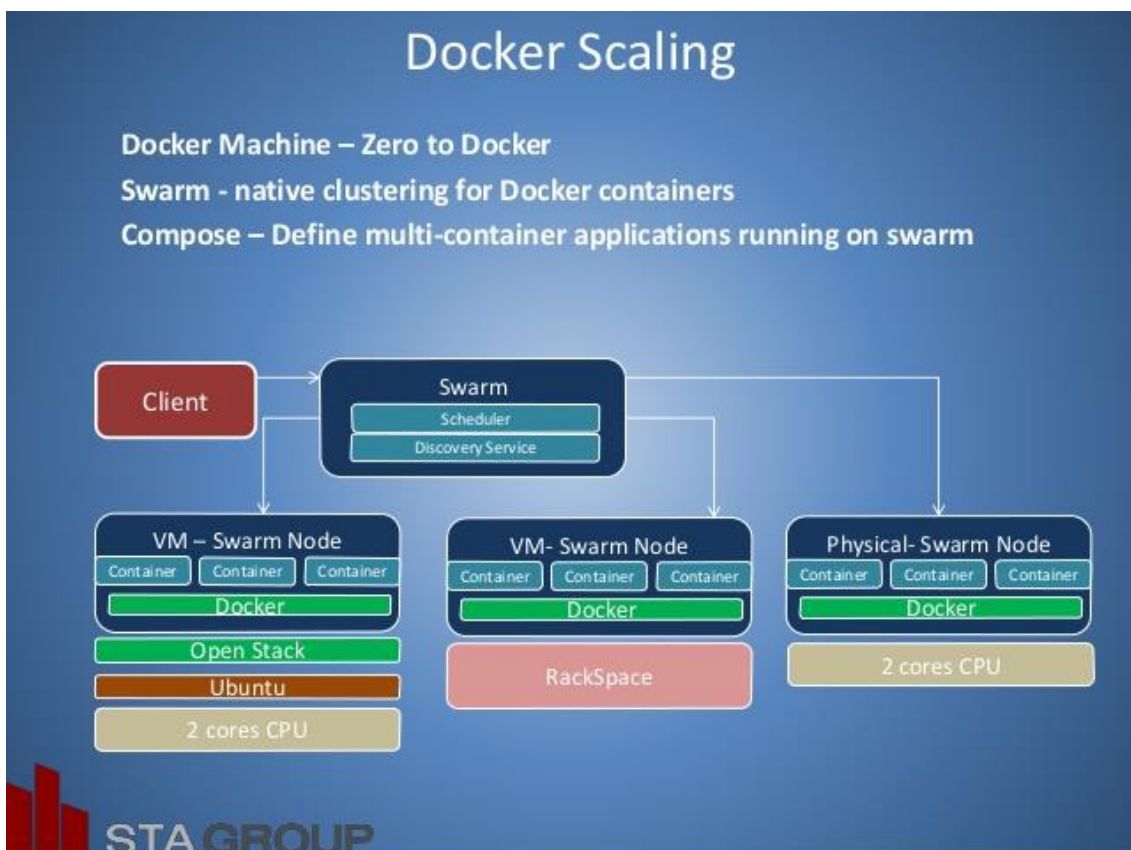 Docker Scaling
Docker Machine – Zero to Docker
Swarm - native clustering for Docker containers
Compose – Define multi-container applications running on swarm
Client
Swarm
Scheduler
Discovery Service
VM – Swarm Node
Container Container Container
Docker
Open Stack
Ubuntu
2 cores CPU
VM- Swarm Node
Container Container Container
Docker
RackSpace
Physical- Swarm Node
Container Container Container
Docker
2 cores CPU
STA GROUP